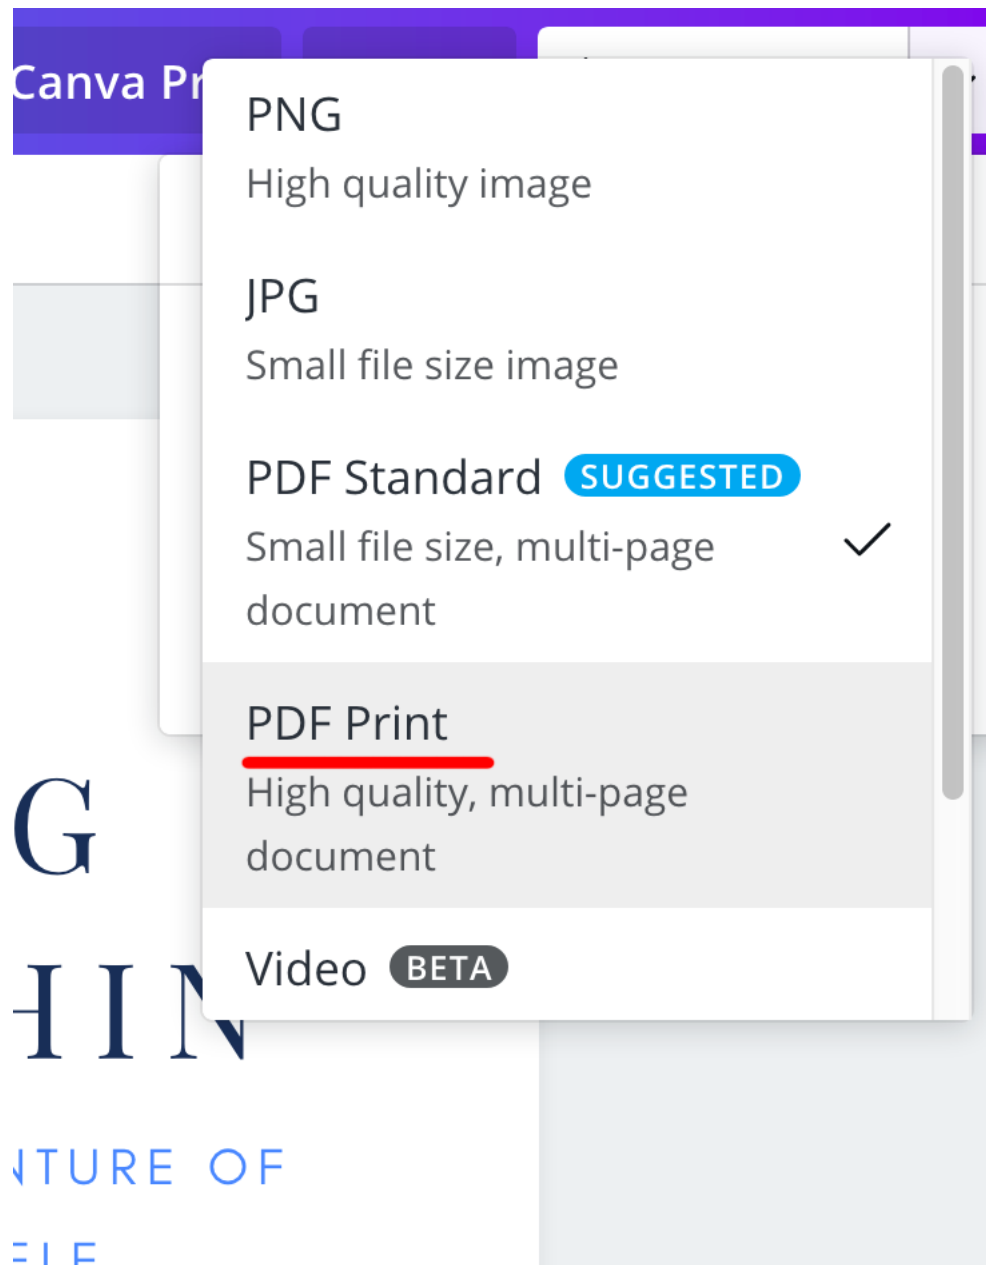 Canva Pr
PNG
High quality image
JPG
Small file size image
PDF Standard SUGGESTED
Small file size, multi-page
document
PDF Print
High quality, multi-page
document
Video BETA
G
HIN
NTURE OF